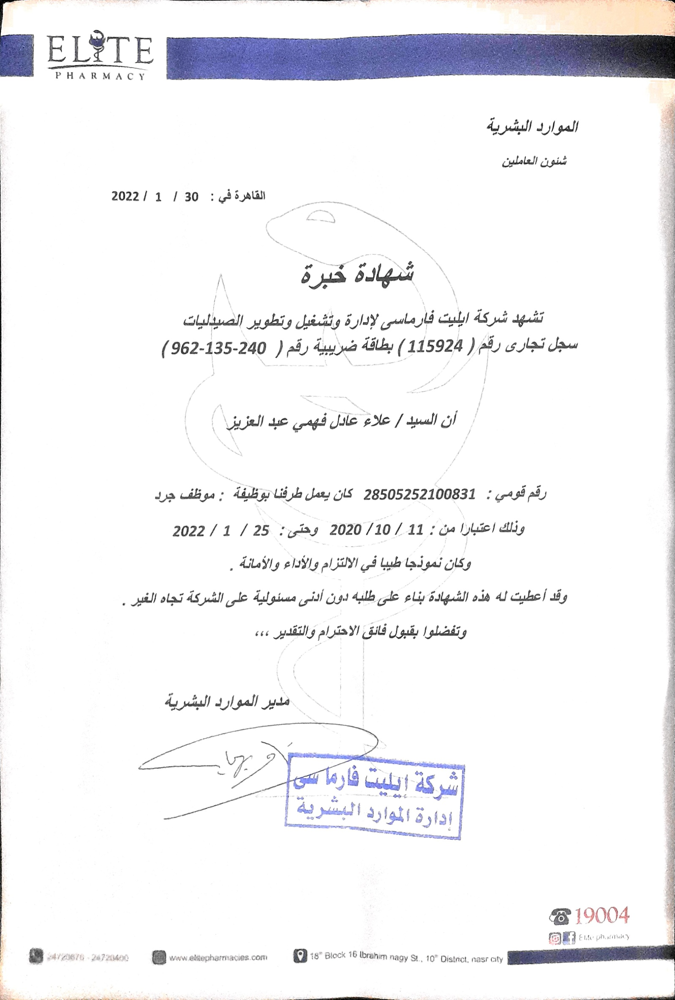 ELITE
PHARMACY
الموارد البشرية
شئون العاملين
القاهرة في : 30 / 1 / 2022
شهادة خبرة
تشهد شركة ايليت فارماسى لإدارة وتشغيل وتطوير الصيدليات
سجل تجارى رقم ( 115924 ) بطاقة ضريبية رقم ( 240-135-962 )
أن السيد / علاء عادل فهمي عبد العزيز
رقم قومي : 28505252100831 كان يعمل طرفنا بوظيفة : موظف جرد
وذلك اعتبارا من : 11 / 10 / 2020 وحتى : 25 / 1 / 2022
وكان نموذجا طيبا في الالتزام والأداء والأمانة .
وقد أعطيت له هذه الشهادة بناء على طلبه دون أدنى مسئولية على الشركة تجاه الغير .
وتفضلوا بقبول فائق الاحترام والتقدير ،،،
مدير الموارد البشرية
شركة إيليت فارما سى
إدارة الموارد البشرية
19004
Elite pharmacy
24720400
www.elitepharmacies.com
18th Block 16 Ibrahim nagy St., 10th District, nasr city